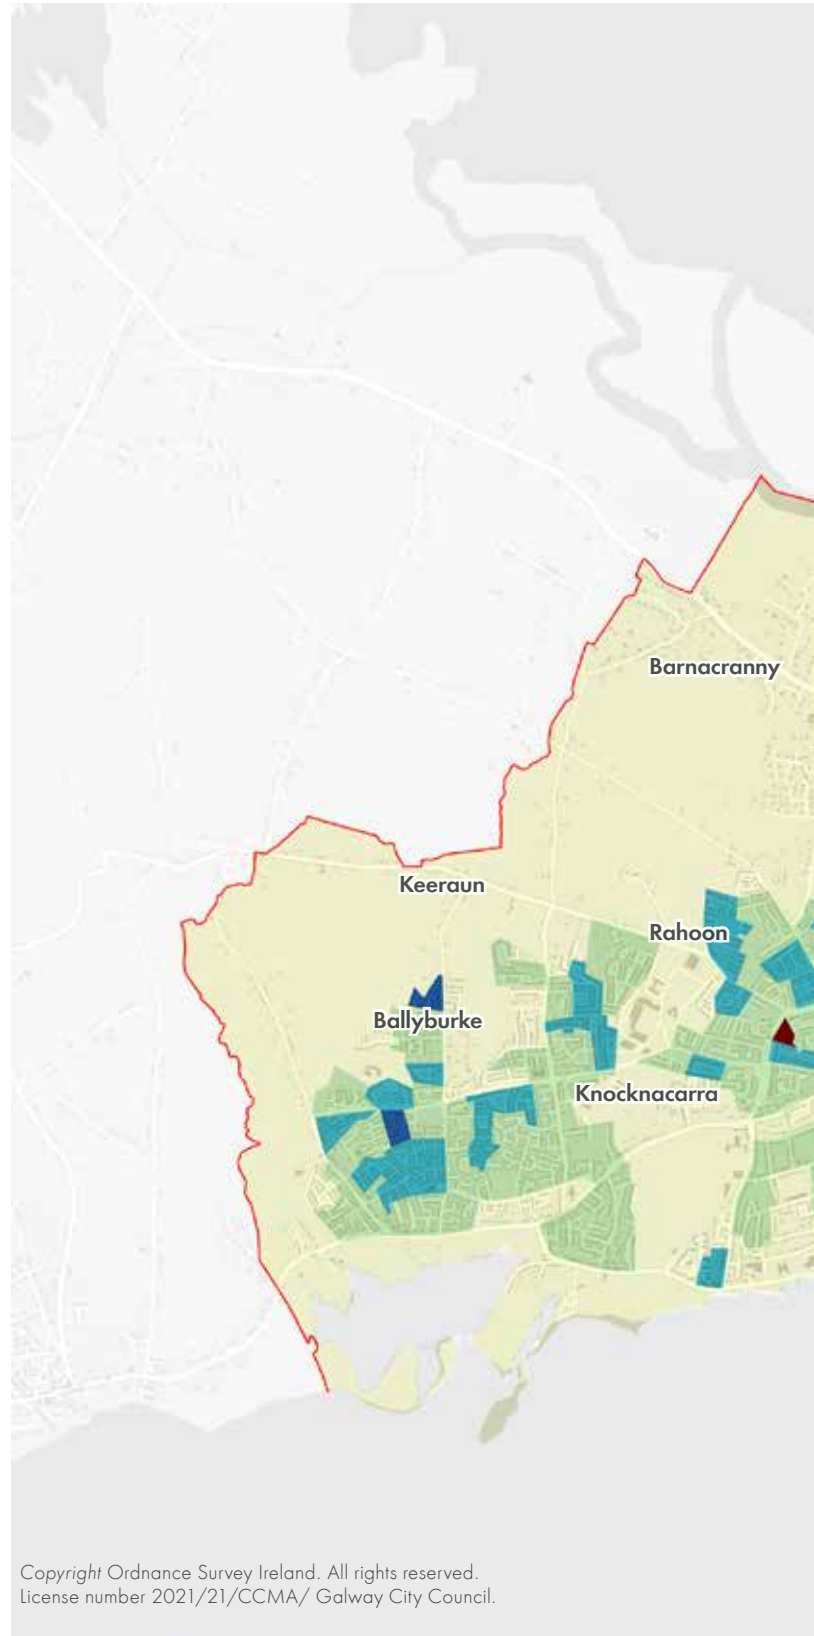 Barnacranny
Keeraun
Rahoon
Ballyburke
Knocknacarra
Copyright Ordnance Survey Ireland. All rights reserved.
License number 2021/21/CCMA/ Galway City Council.